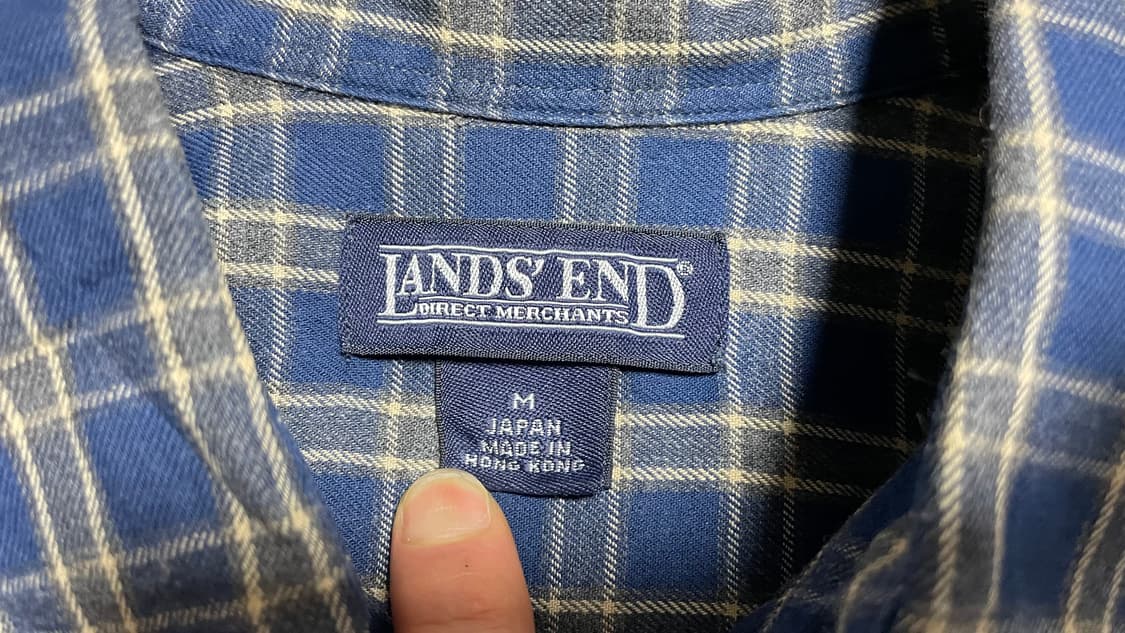 LANDS' END®
DIRECT MERCHANTS
M
JAPAN
MADE IN
HONG KONG